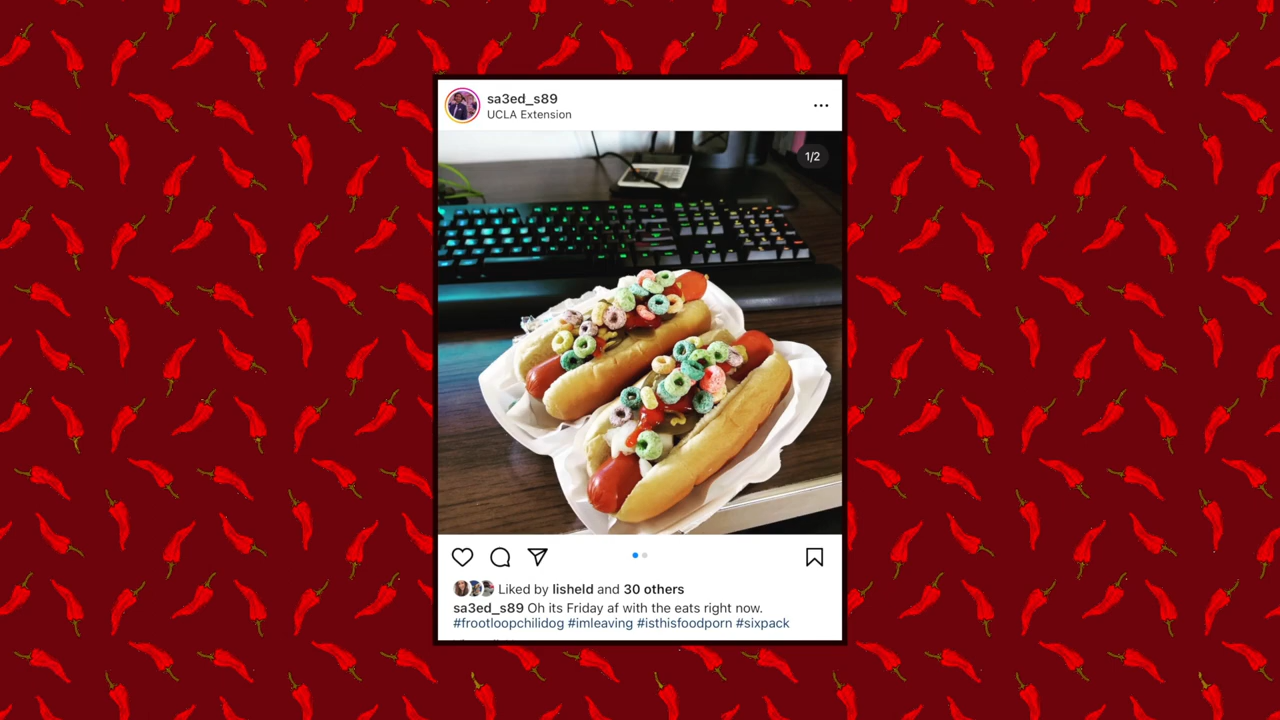 sa3ed_s89
UCLA Extension
1/2
Liked by lisheld and 30 others
sa3ed_s89 Oh its Friday af with the eats right now.
#frootloopchilidog #imleaving #isthisfoodporn #sixpack